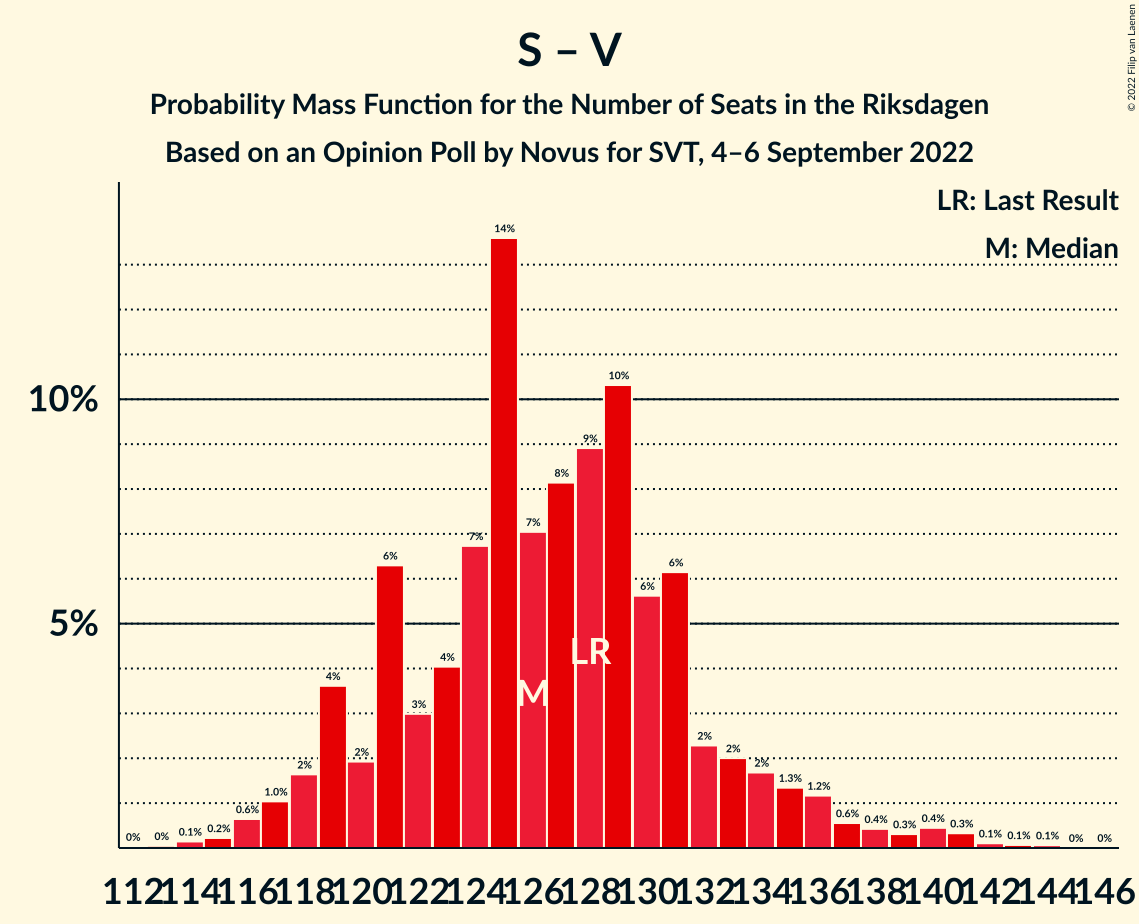 S – V
Probability Mass Function for the Number of Seats in the Riksdagen
Based on an Opinion Poll by Novus for SVT, 4–6 September 2022
© 2022 Filip van Laenen
LR: Last Result
M: Median
10%
5%
0% 0% 0.1% 0.2% 0.6% 1.0% 2% 4% 2% 6% 3% 4% 7% 14% 7% 8% 9% 10% 6% 6% 2% 2% 2% 1.3% 1.2% 0.6% 0.4% 0.3% 0.4% 0.3% 0.1% 0.1% 0.1% 0% 0%
LR
M
112 114 116 118 120 122 124 126 128 130 132 134 136 138 140 142 144 146